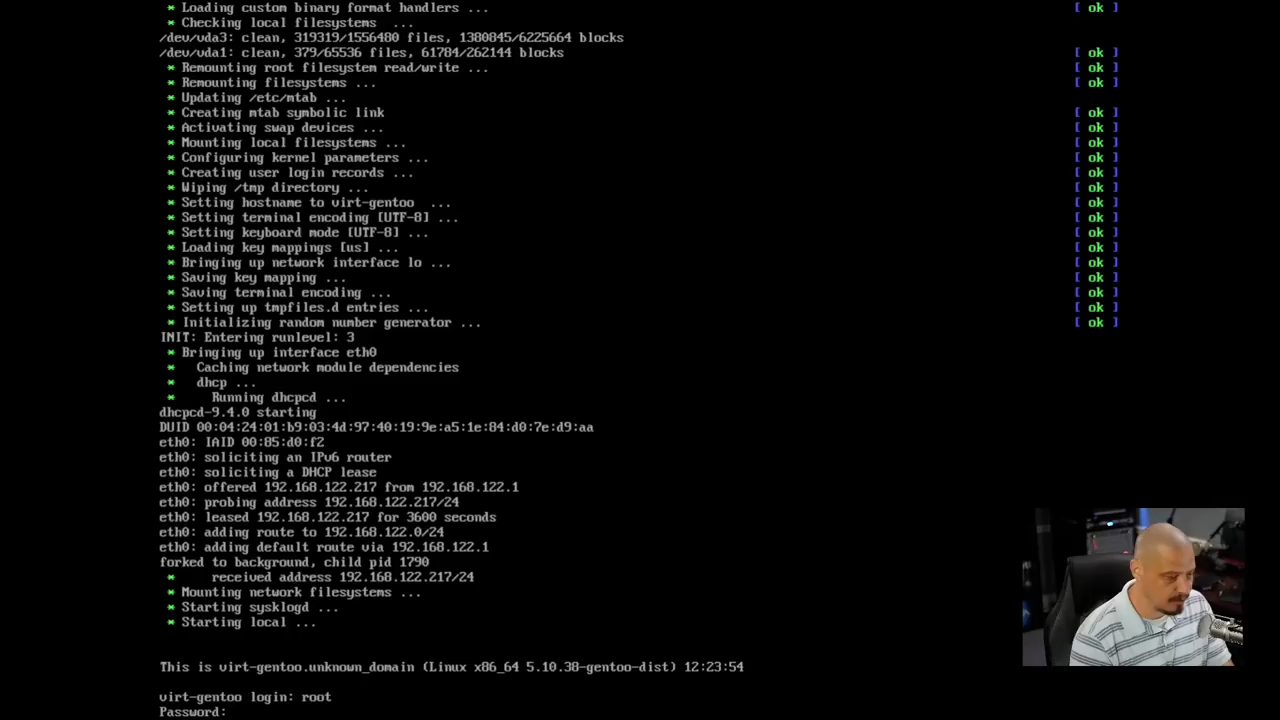 * Loading custom binary format handlers ... [ ok ]
* Checking local filesystems  ...
/dev/vda3: clean, 319319/1556480 files, 1380845/6225664 blocks
/dev/vda1: clean, 379/65536 files, 61784/262144 blocks [ ok ]
* Remounting root filesystem read/write ... [ ok ]
* Remounting filesystems ... [ ok ]
* Updating /etc/mtab ...
* Creating mtab symbolic link [ ok ]
* Activating swap devices ... [ ok ]
* Mounting local filesystems ... [ ok ]
* Configuring kernel parameters ... [ ok ]
* Creating user login records ... [ ok ]
* Wiping /tmp directory ... [ ok ]
* Setting hostname to virt-gentoo  ... [ ok ]
* Setting terminal encoding [UTF-8] ... [ ok ]
* Setting keyboard mode [UTF-8] ... [ ok ]
* Loading key mappings [us] ... [ ok ]
* Bringing up network interface lo ... [ ok ]
* Saving key mapping ... [ ok ]
* Saving terminal encoding ... [ ok ]
* Setting up tmpfiles.d entries ... [ ok ]
* Initializing random number generator ... [ ok ]
INIT: Entering runlevel: 3
* Bringing up interface eth0
*   Caching network module dependencies
*   dhcp ...
*     Running dhcpcd ...
dhcpcd-9.4.0 starting
DUID 00:04:24:01:b9:03:4d:97:40:19:9e:a5:1e:84:d0:7e:d9:aa
eth0: IAID 00:85:d0:f2
eth0: soliciting an IPv6 router
eth0: soliciting a DHCP lease
eth0: offered 192.168.122.217 from 192.168.122.1
eth0: probing address 192.168.122.217/24
eth0: leased 192.168.122.217 for 3600 seconds
eth0: adding route to 192.168.122.0/24
eth0: adding default route via 192.168.122.1
forked to background, child pid 1790
*     received address 192.168.122.217/24
* Mounting network filesystems ...
* Starting sysklogd ...
* Starting local ...
This is virt-gentoo.unknown_domain (Linux x86_64 5.10.38-gentoo-dist) 12:23:54
virt-gentoo login: root
Password: